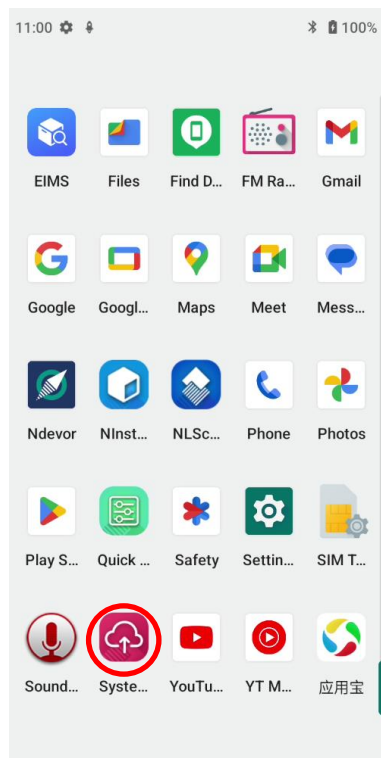 11:00 100%
EIMS Files Find D... FM Ra... Gmail
Google Googl... Maps Meet Mess...
Ndevor NInst... NLSc... Phone Photos
Play S... Quick ... Safety Settin... SIM T...
Sound... Syste... YouTu... YT M... 应用宝